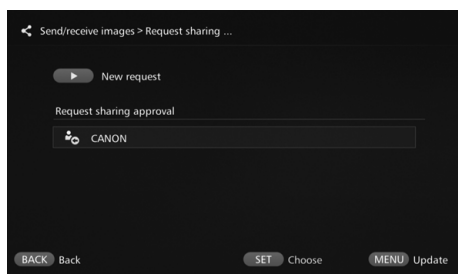 Send/receive images > Request sharing ...
New request
Request sharing approval
CANON
BACK Back SET Choose MENU Update